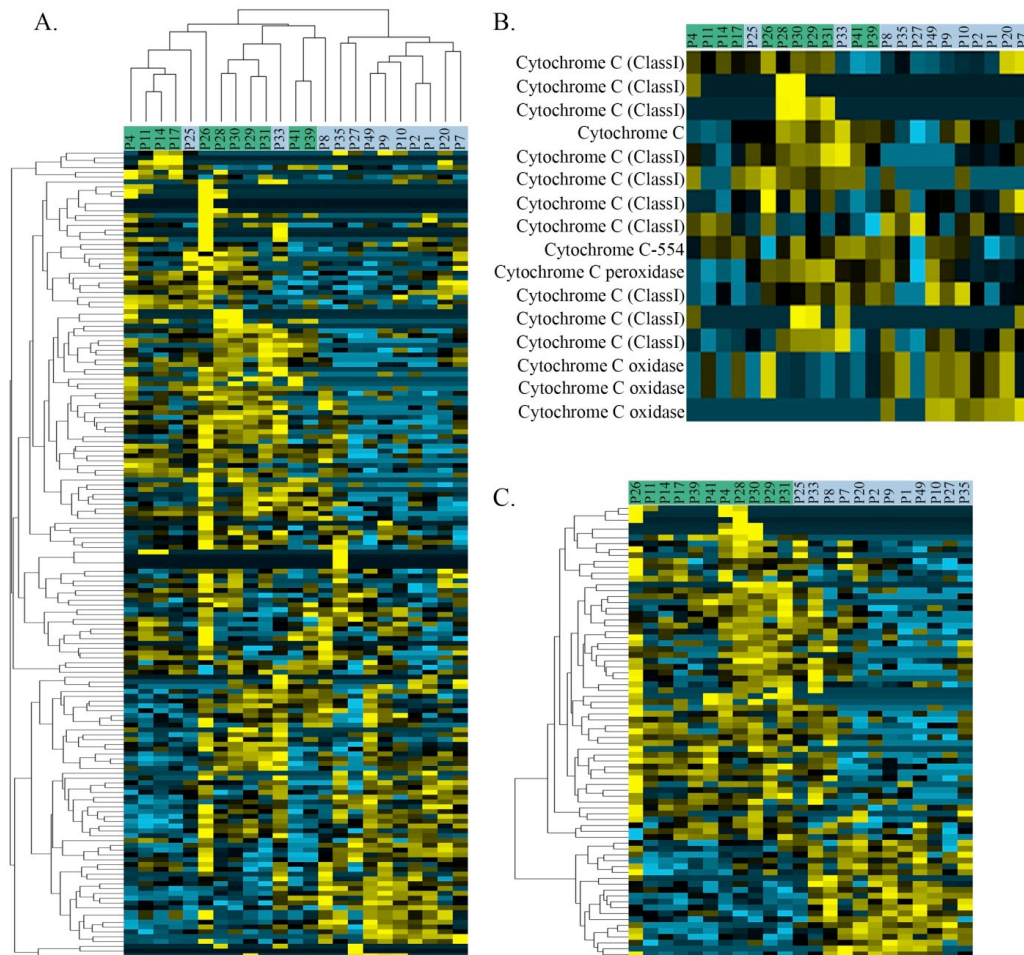 A.
P4 P11 P14 P17 P25 P26 P28 P30 P29 P31 P33 P41 P39 P8 P35 P27 P49 P9 P10 P2 P1 P20 P7
B.
P4 P11 P14 P17 P25 P26 P28 P30 P29 P31 P33 P41 P39 P8 P35 P27 P49 P9 P10 P2 P1 P20 P7
Cytochrome C (ClassI)
Cytochrome C (ClassI)
Cytochrome C (ClassI)
Cytochrome C
Cytochrome C (ClassI)
Cytochrome C (ClassI)
Cytochrome C (ClassI)
Cytochrome C (ClassI)
Cytochrome C-554
Cytochrome C peroxidase
Cytochrome C (ClassI)
Cytochrome C (ClassI)
Cytochrome C (ClassI)
Cytochrome C oxidase
Cytochrome C oxidase
Cytochrome C oxidase
C.
P26 P11 P14 P17 P39 P41 P4 P28 P30 P29 P31 P25 P33 P8 P7 P20 P2 P9 P1 P49 P10 P27 P35